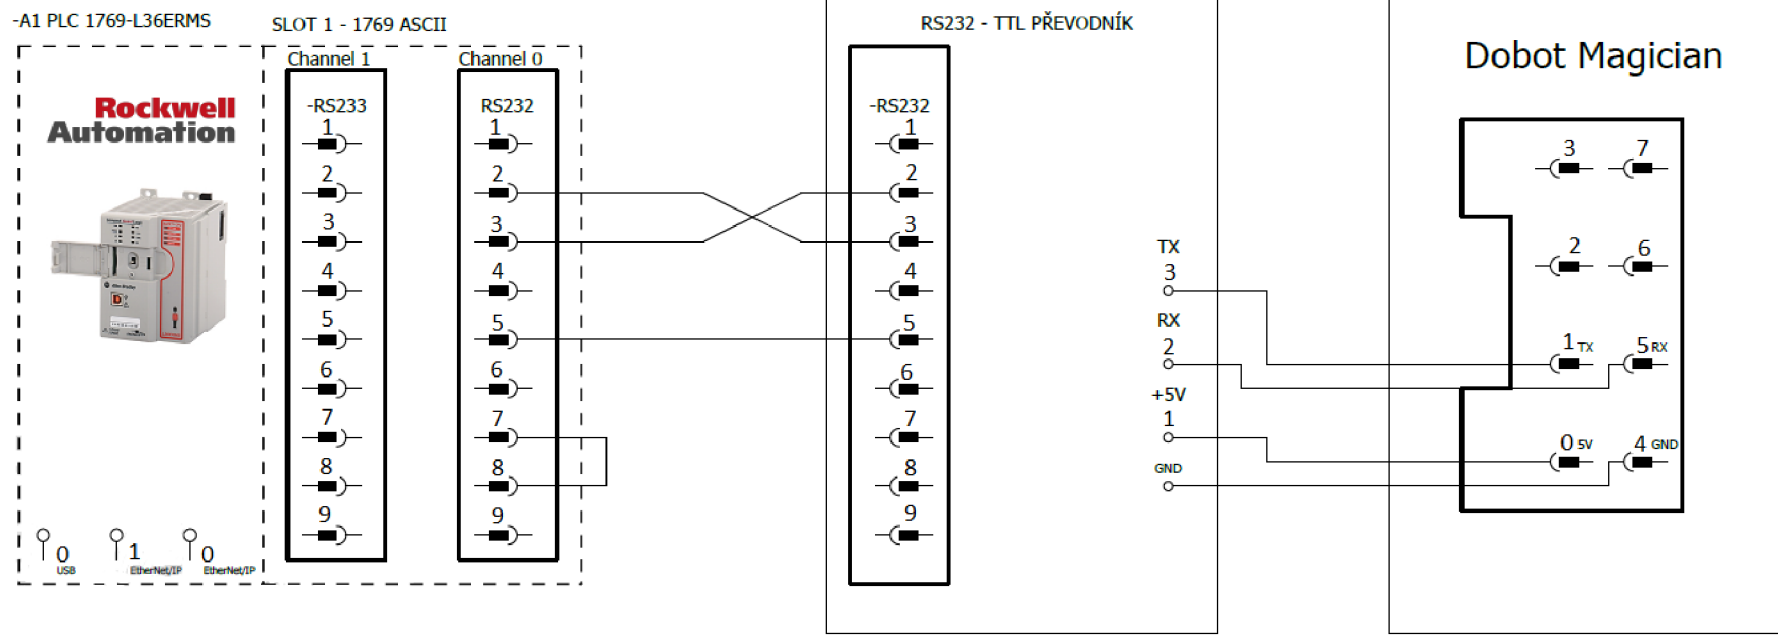 -A1 PLC 1769-L36ERMS
SLOT 1 - 1769 ASCII
RS232 - TTL PŘEVODNÍK
Dobot Magician
Rockwell
Automation
0
USB
1
EtherNet/IP
0
EtherNet/IP
Channel 1
-RS233
1
2
3
4
5
6
7
8
9
Channel 0
RS232
1
2
3
4
5
6
7
8
9
-RS232
1
2
3
4
5
6
7
8
9
TX
3
RX
2
+5V
1
GND
3 7
2 6
1 TX 5 RX
0 5V 4 GND